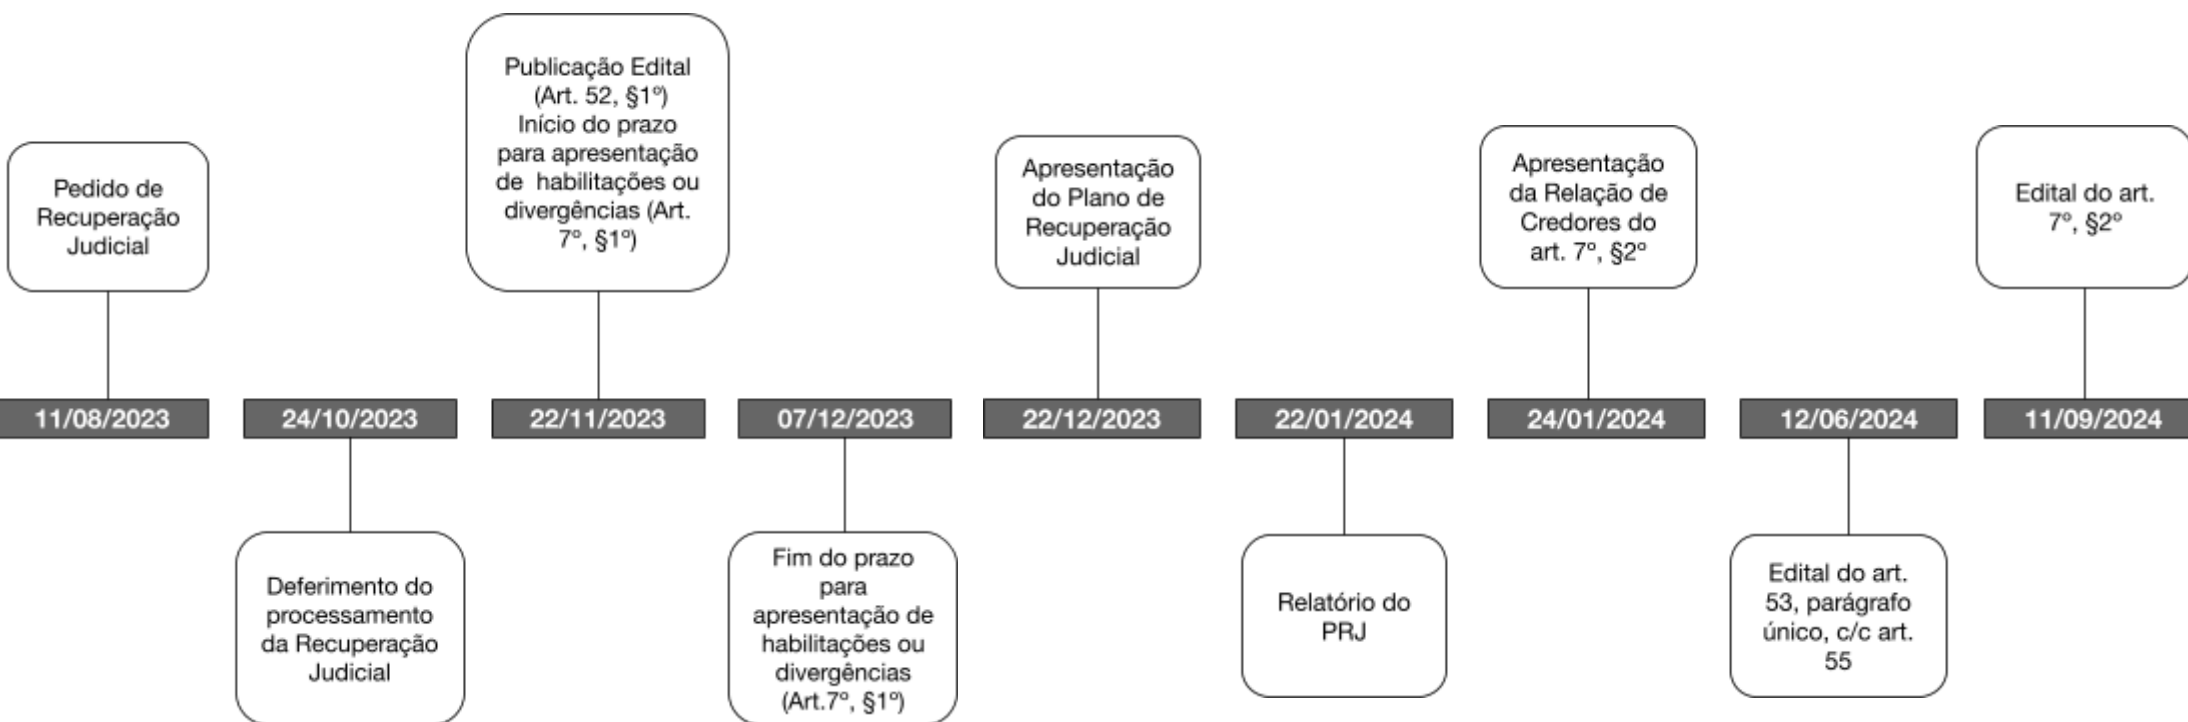 Pedido de
Recuperação
Judicial
11/08/2023
24/10/2023
Deferimento do
processamento
da Recuperação
Judicial
Publicação Edital
(Art. 52, §1º)
Início do prazo
para apresentação
de habilitações ou
divergências (Art.
7º, §1º)
22/11/2023
07/12/2023
Fim do prazo
para
apresentação de
habilitações ou
divergências
(Art.7º, §1º)
Apresentação
do Plano de
Recuperação
Judicial
22/12/2023
22/01/2024
Relatório do
PRJ
Apresentação
da Relação de
Credores do
art. 7º, §2º
24/01/2024
12/06/2024
Edital do art.
53, parágrafo
único, c/c art.
55
Edital do art.
7º, §2º
11/09/2024